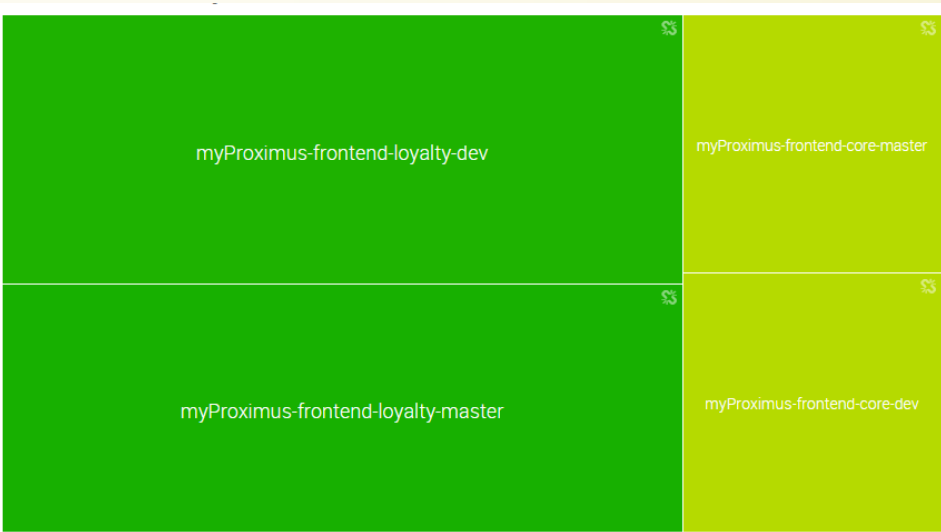 myProximus-frontend-loyalty-dev
myProximus-frontend-core-master
myProximus-frontend-loyalty-master
myProximus-frontend-core-dev